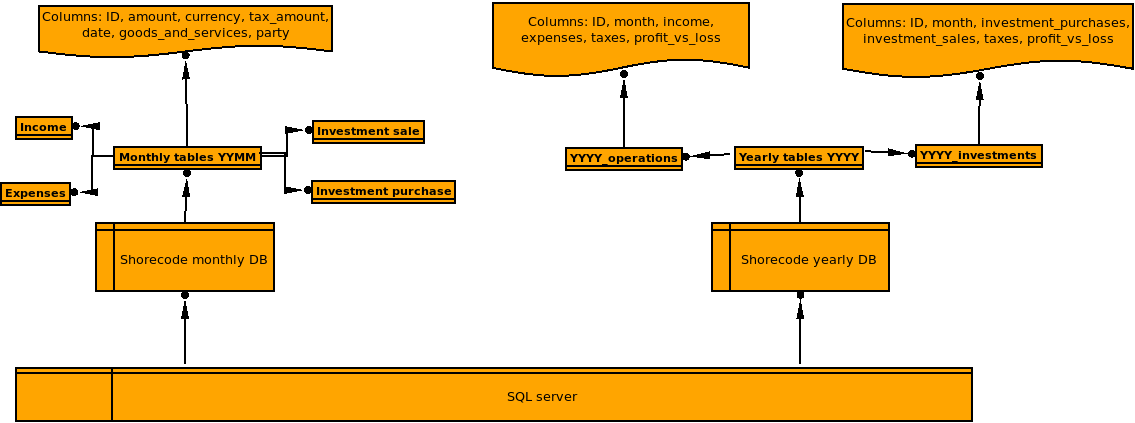 Columns: ID, amount, currency, tax_amount,
date, goods_and_services, party
Columns: ID, month, income,
expenses, taxes, profit_vs_loss
Columns: ID, month, investment_purchases,
investment_sales, taxes, profit_vs_loss
Income
Investment sale
Monthly tables YYMM
Expenses
Investment purchase
YYYY_operations
Yearly tables YYYY
YYYY_investments
Shorecode monthly DB
Shorecode yearly DB
SQL server